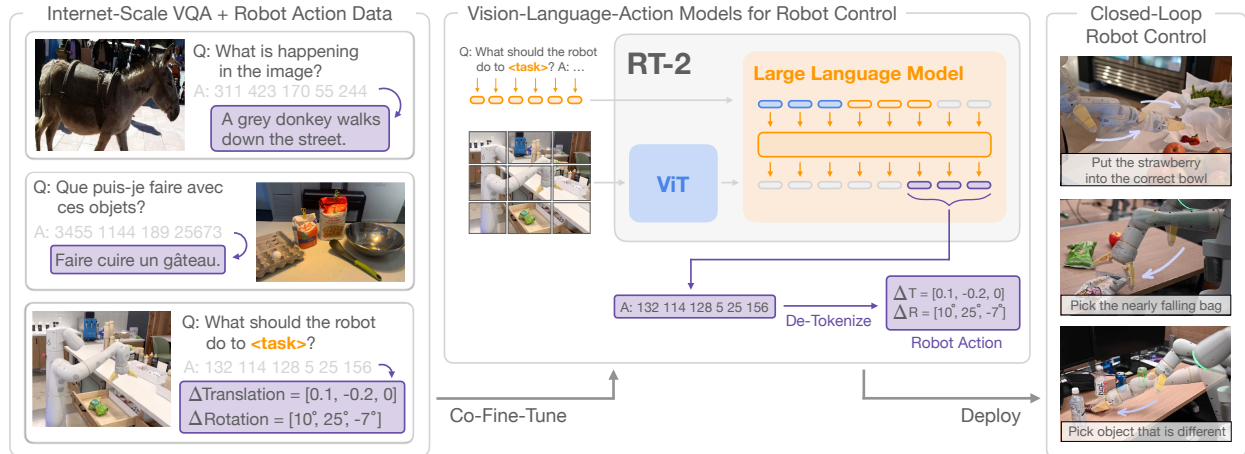 Internet-Scale VQA + Robot Action Data
Q: What is happening
in the image?
A: 311 423 170 55 244
A grey donkey walks
down the street.
Q: Que puis-je faire avec
ces objets?
A: 3455 1144 189 25673
Faire cuire un gâteau.
Q: What should the robot
do to <task>?
A: 132 114 128 5 25 156
ΔTranslation = [0.1, -0.2, 0]
ΔRotation = [10°, 25°, -7°]
Co-Fine-Tune
Vision-Language-Action Models for Robot Control
Q: What should the robot
do to <task>? A: …
RT-2
Large Language Model
ViT
A: 132 114 128 5 25 156
De-Tokenize
ΔT = [0.1, -0.2, 0]
ΔR = [10°, 25°, -7°]
Robot Action
Deploy
Closed-Loop
Robot Control
Put the strawberry
into the correct bowl
Pick the nearly falling bag
Pick object that is different